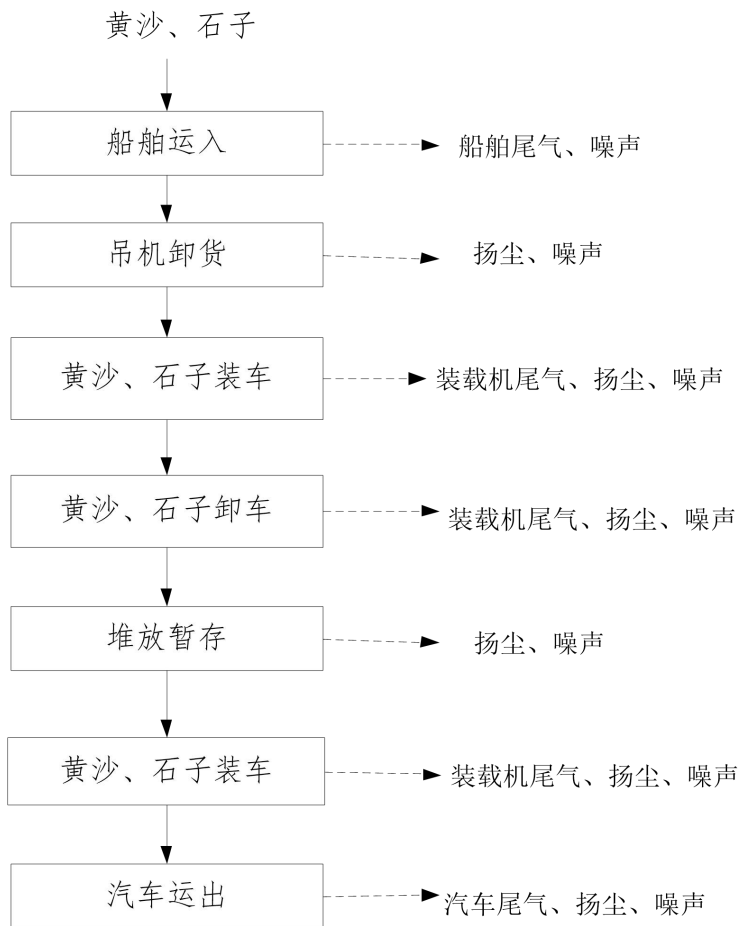 黄沙、石子
船舶运入
船舶尾气、噪声
吊机卸货
扬尘、噪声
黄沙、石子装车
装载机尾气、扬尘、噪声
黄沙、石子卸车
装载机尾气、扬尘、噪声
堆放暂存
扬尘、噪声
黄沙、石子装车
装载机尾气、扬尘、噪声
汽车运出
汽车尾气、扬尘、噪声